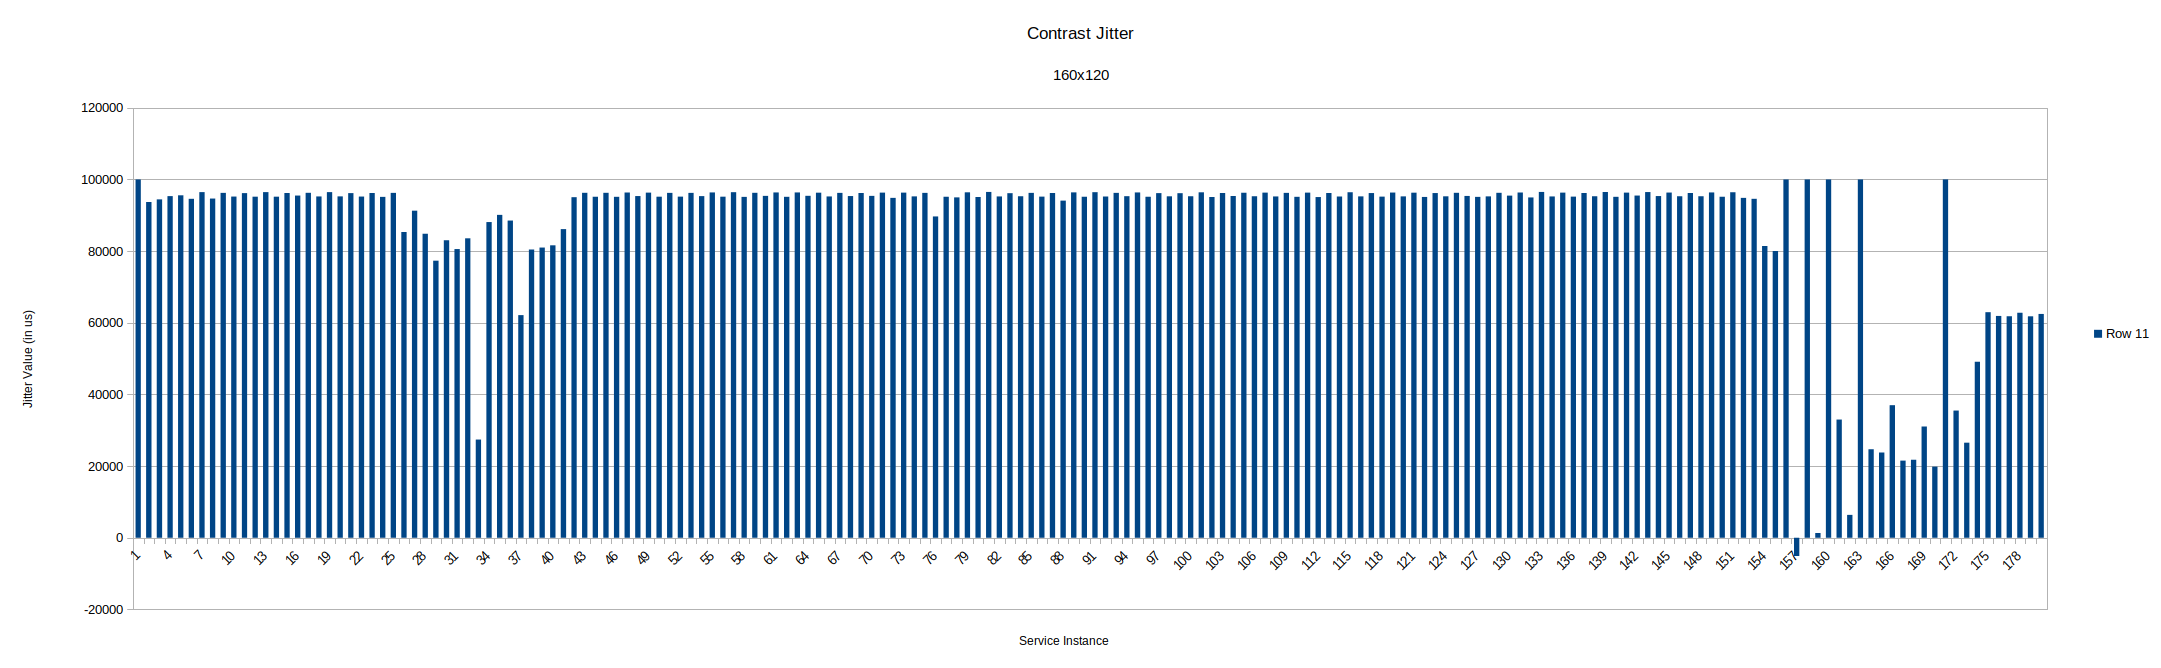 Contrast Jitter
160x120
120000
100000
80000
60000
40000
20000
0
-20000
Jitter Value (in us)
1 4 7 10 13 16 19 22 25 28 31 34 37 40 43 46 49 52 55 58 61 64 67 70 73 76 79 82 85 88 91 94 97 100 103 106 109 112 115 118 121 124 127 130 133 136 139 142 145 148 151 154 157 160 163 166 169 172 175 178
Service Instance
Row 11